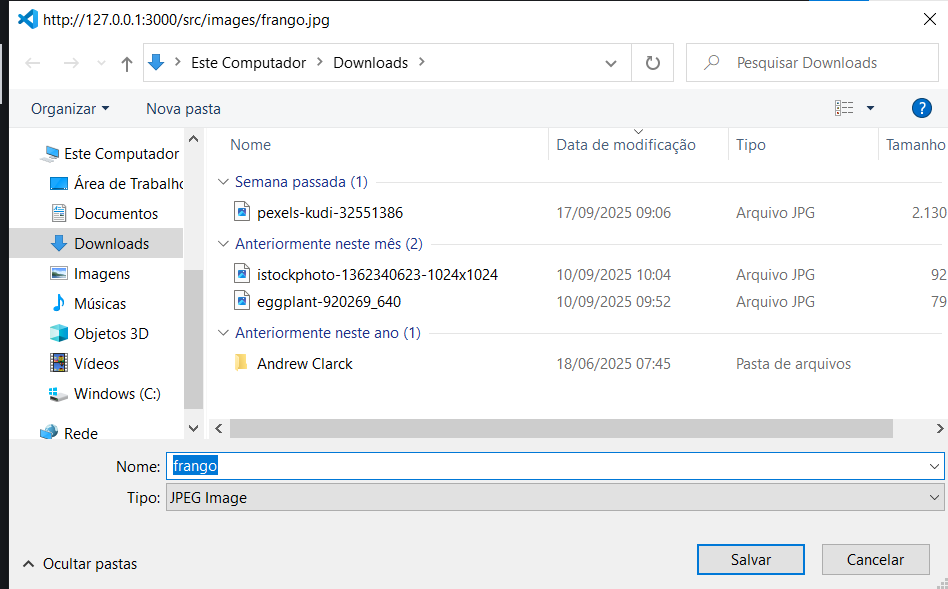 http://127.0.0.1:3000/src/images/frango.jpg
Este Computador > Downloads >
Pesquisar Downloads
Organizar
Nova pasta
?
Este Computador
Área de Trabalho
Documentos
Downloads
Imagens
Músicas
Objetos 3D
Vídeos
Windows (C:)
Rede
Nome Data de modificação Tipo Tamanho
Semana passada (1)
pexels-kudi-32551386 17/09/2025 09:06 Arquivo JPG 2.130
Anteriormente neste mês (2)
istockphoto-1362340623-1024x1024 10/09/2025 10:04 Arquivo JPG 92
eggplant-920269_640 10/09/2025 09:52 Arquivo JPG 79
Anteriormente neste ano (1)
Andrew Clarck 18/06/2025 07:45 Pasta de arquivos
Nome: frango
Tipo: JPEG Image
Ocultar pastas
Salvar
Cancelar